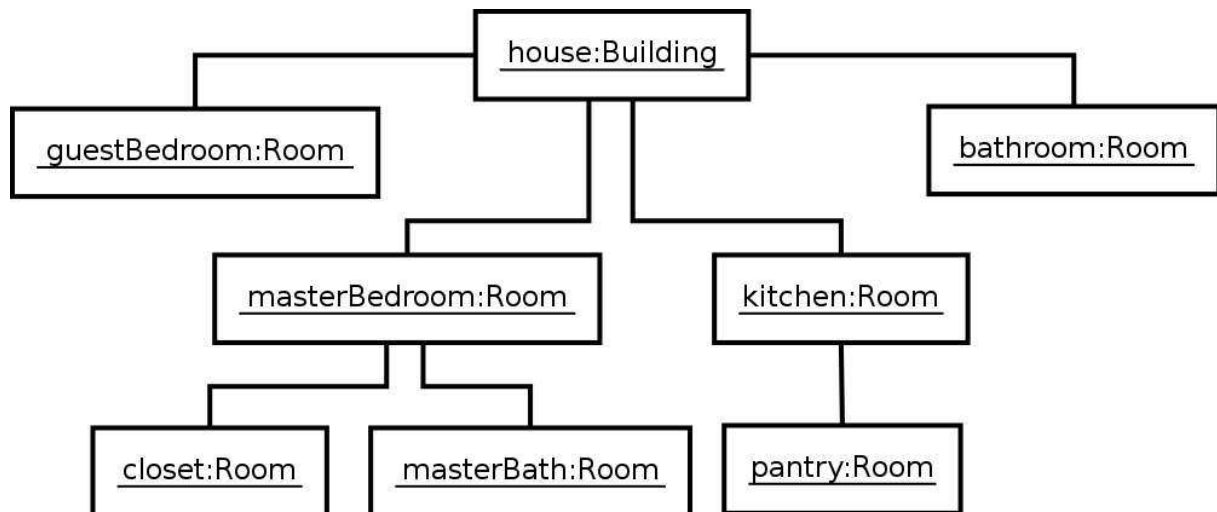 house:Building
guestBedroom:Room
bathroom:Room
masterBedroom:Room
kitchen:Room
closet:Room
masterBath:Room
pantry:Room